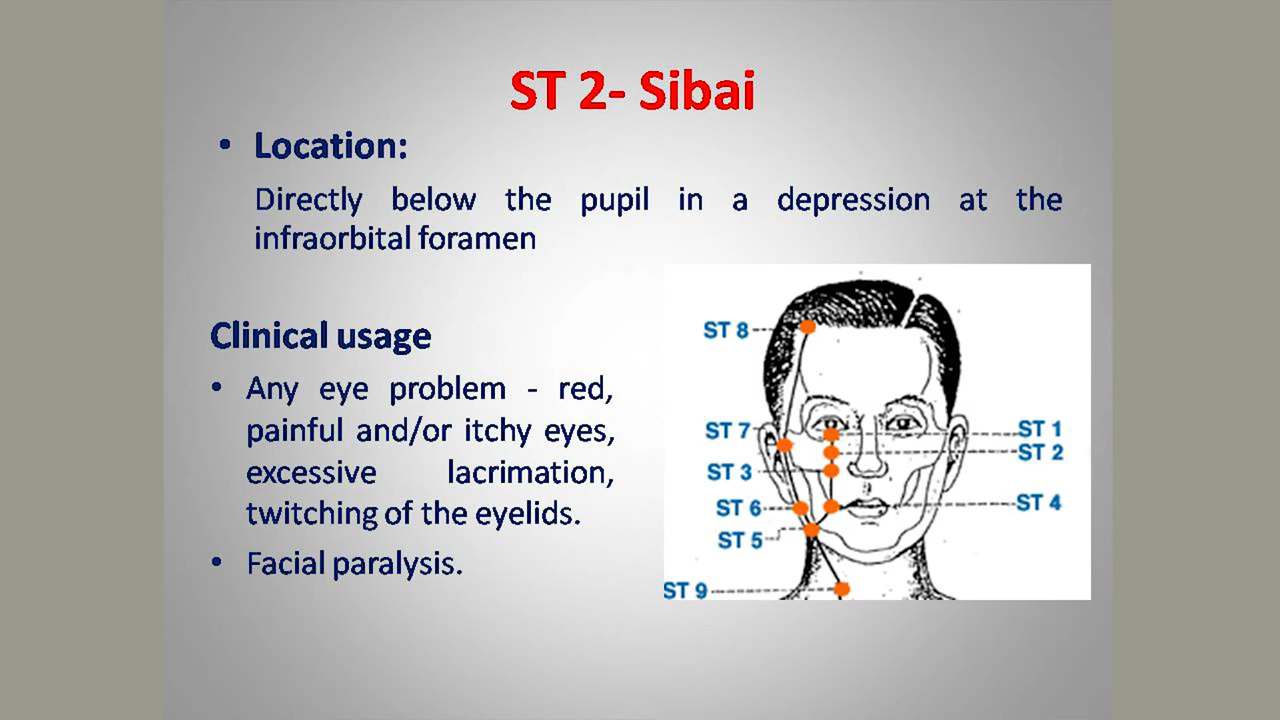 ST 2- Sibai
• Location:
Directly below the pupil in a depression at the
infraorbital foramen
Clinical usage
• Any eye problem - red,
painful and/or itchy eyes,
excessive lacrimation,
twitching of the eyelids.
• Facial paralysis.
ST 8
ST 7
ST 1
ST 2
ST 3
ST 6
ST 4
ST 5
ST 9